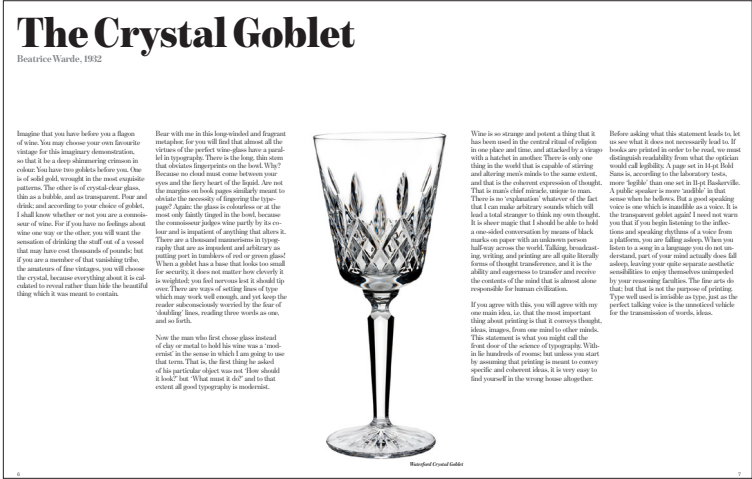 The Crystal Goblet
Beatrice Warde, 1932
Imagine that you have before you a flagon
of wine. You may choose your own favourite
vintage for this imaginary demonstration,
so that it be a deep shimmering crimson in
colour. You have two goblets before you. One
is of solid gold, wrought in the most exquisite
patterns. The other is of crystal-clear glass,
thin as a bubble, and as transparent. Pour and
drink; and according to your choice of goblet,
I shall know whether or not you are a connois-
seur of wine. For if you have no feelings about
wine one way or the other, you will want the
sensation of drinking the stuff out of a vessel
that may have cost thousands of pounds; but
if you are a member of that vanishing tribe,
the amateurs of fine vintages, you will choose
the crystal, because everything about it is cal-
culated to reveal rather than hide the beautiful
thing which it was meant to contain.
Bear with me in this long-winded and fragrant
metaphor; for you will find that almost all the
virtues of the perfect wine-glass have a paral-
lel in typography. There is the long, thin stem
that obviates fingerprints on the bowl. Why?
Because no cloud must come between your
eyes and the fiery heart of the liquid. Are not
the margins on book pages similarly meant to
obviate the necessity of fingering the type-
page? Again: the glass is colourless or at the
most only faintly tinged in the bowl, because
the connoisseur judges wine partly by its co-
lour and is impatient of anything that alters it.
There are a thousand mannerisms in typog-
raphy that are as impudent and arbitrary as
putting port in tumblers of red or green glass!
When a goblet has a base that looks too small
for security, it does not matter how cleverly it
is weighted; you feel nervous lest it should tip
over. There are ways of setting lines of type
which may work well enough, and yet keep the
reader subconsciously worried by the fear of
'doubling' lines, reading three words as one,
and so forth.
Now the man who first chose glass instead
of clay or metal to hold his wine was a 'mod-
ernist' in the sense in which I am going to use
that term. That is, the first thing he asked
of his particular object was not 'How should
it look?' but 'What must it do?' and to that
extent all good typography is modernist.
Wine is so strange and potent a thing that it
has been used in the central ritual of religion
in one place and time, and attacked by a virago
with a hatchet in another. There is only one
thing in the world that is capable of stirring
and altering men's minds to the same extent,
and that is the coherent expression of thought.
That is man's chief miracle, unique to man.
There is no 'explanation' whatever of the fact
that I can make arbitrary sounds which will
lead a total stranger to think my own thought.
It is sheer magic that I should be able to hold
a one-sided conversation by means of black
marks on paper with an unknown person
half-way across the world. Talking, broadcast-
ing, writing, and printing are all quite literally
forms of thought transference, and it is the
ability and eagerness to transfer and receive
the contents of the mind that is almost alone
responsible for human civilization.
If you agree with this, you will agree with my
one main idea, i.e. that the most important
thing about printing is that it conveys thought,
ideas, images, from one mind to other minds.
This statement is what you might call the
front door of the science of typography. With-
in lie hundreds of rooms; but unless you start
by assuming that printing is meant to convey
specific and coherent ideas, it is very easy to
find yourself in the wrong house altogether.
Before asking what this statement leads to, let
us see what it does not necessarily lead to. If
books are printed in order to be read, we must
distinguish readability from what the optician
would call legibility. A page set in 14-pt Bold
Sans is, according to the laboratory tests,
more 'legible' than one set in 11-pt Baskerville.
A public speaker is more 'audible' in that
sense when he bellows. But a good speaking
voice is one which is inaudible as a voice. It is
the transparent goblet again! I need not warn
you that if you begin listening to the inflec-
tions and speaking rhythms of a voice from
a platform, you are falling asleep. When you
listen to a song in a language you do not un-
derstand, part of your mind actually does fall
asleep, leaving your quite separate aesthetic
sensibilities to enjoy themselves unimpeded
by your reasoning faculties. The fine arts do
that; but that is not the purpose of printing.
Type well used is invisible as type, just as the
perfect talking voice is the unnoticed vehicle
for the transmission of words, ideas.
Waterford Crystal Goblet
6
7